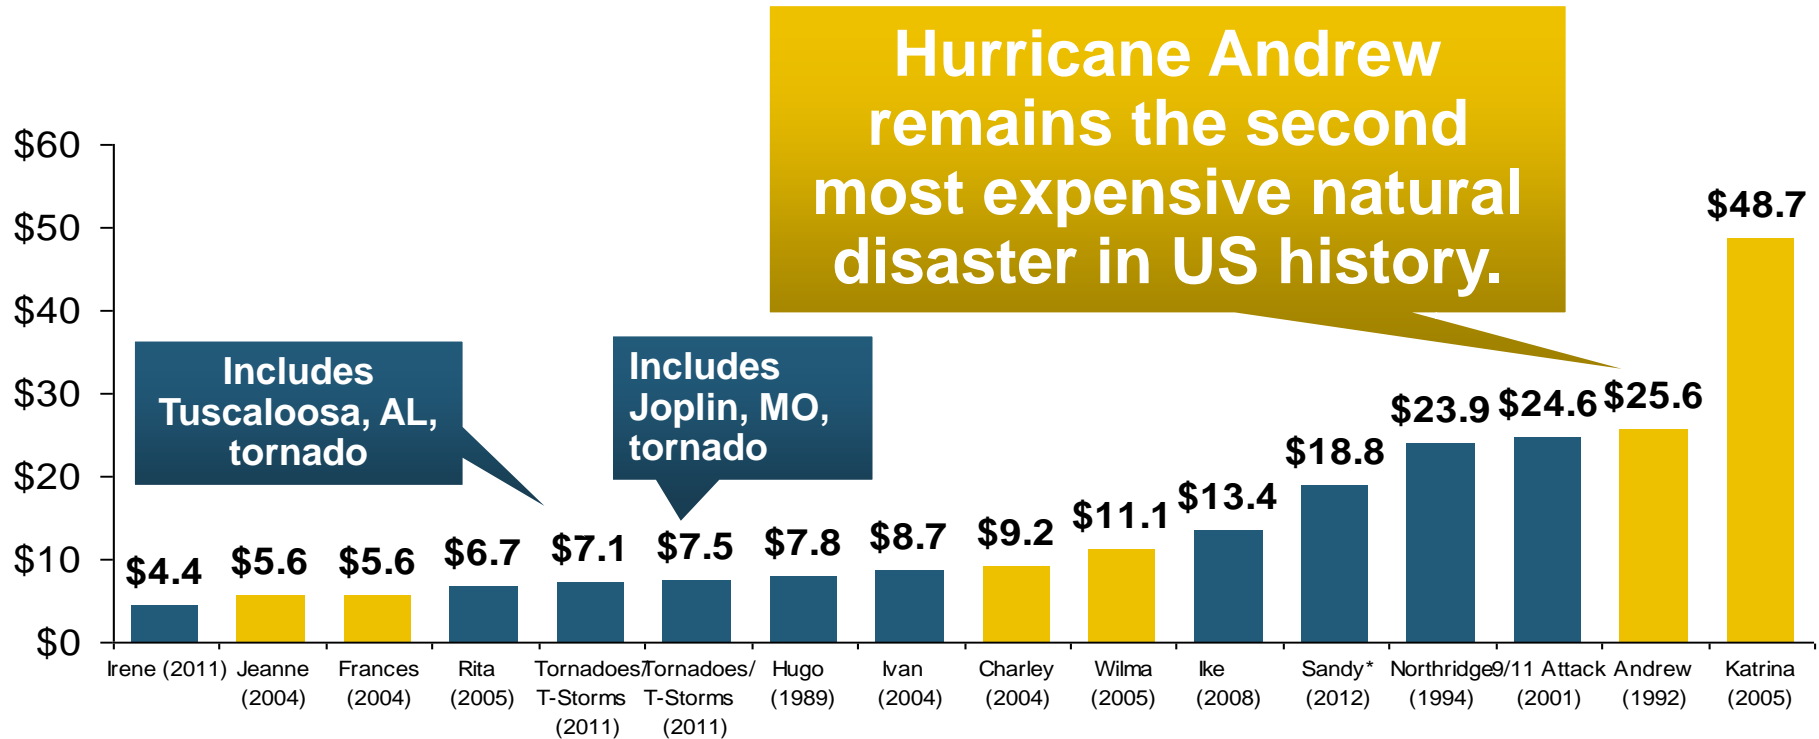 Hurricane Andrew
remains the second
most expensive natural
disaster in US history.
$60
$50
$40
$30
$20
$10
$0
Includes
Tuscaloosa, AL,
tornado
Includes
Joplin, MO,
tornado
$4.4
$5.6
$5.6
$6.7
$7.1
$7.5
$7.8
$8.7
$9.2
$11.1
$13.4
$18.8
$23.9
$24.6
$25.6
$48.7
Irene (2011)
Jeanne
(2004)
Frances
(2004)
Rita
(2005)
Tornadoes/
T-Storms
(2011)
Tornadoes/
T-Storms
(2011)
Hugo
(1989)
Ivan
(2004)
Charley
(2004)
Wilma
(2005)
Ike
(2008)
Sandy*
(2012)
Northridge
(1994)
9/11 Attack
(2001)
Andrew
(1992)
Katrina
(2005)